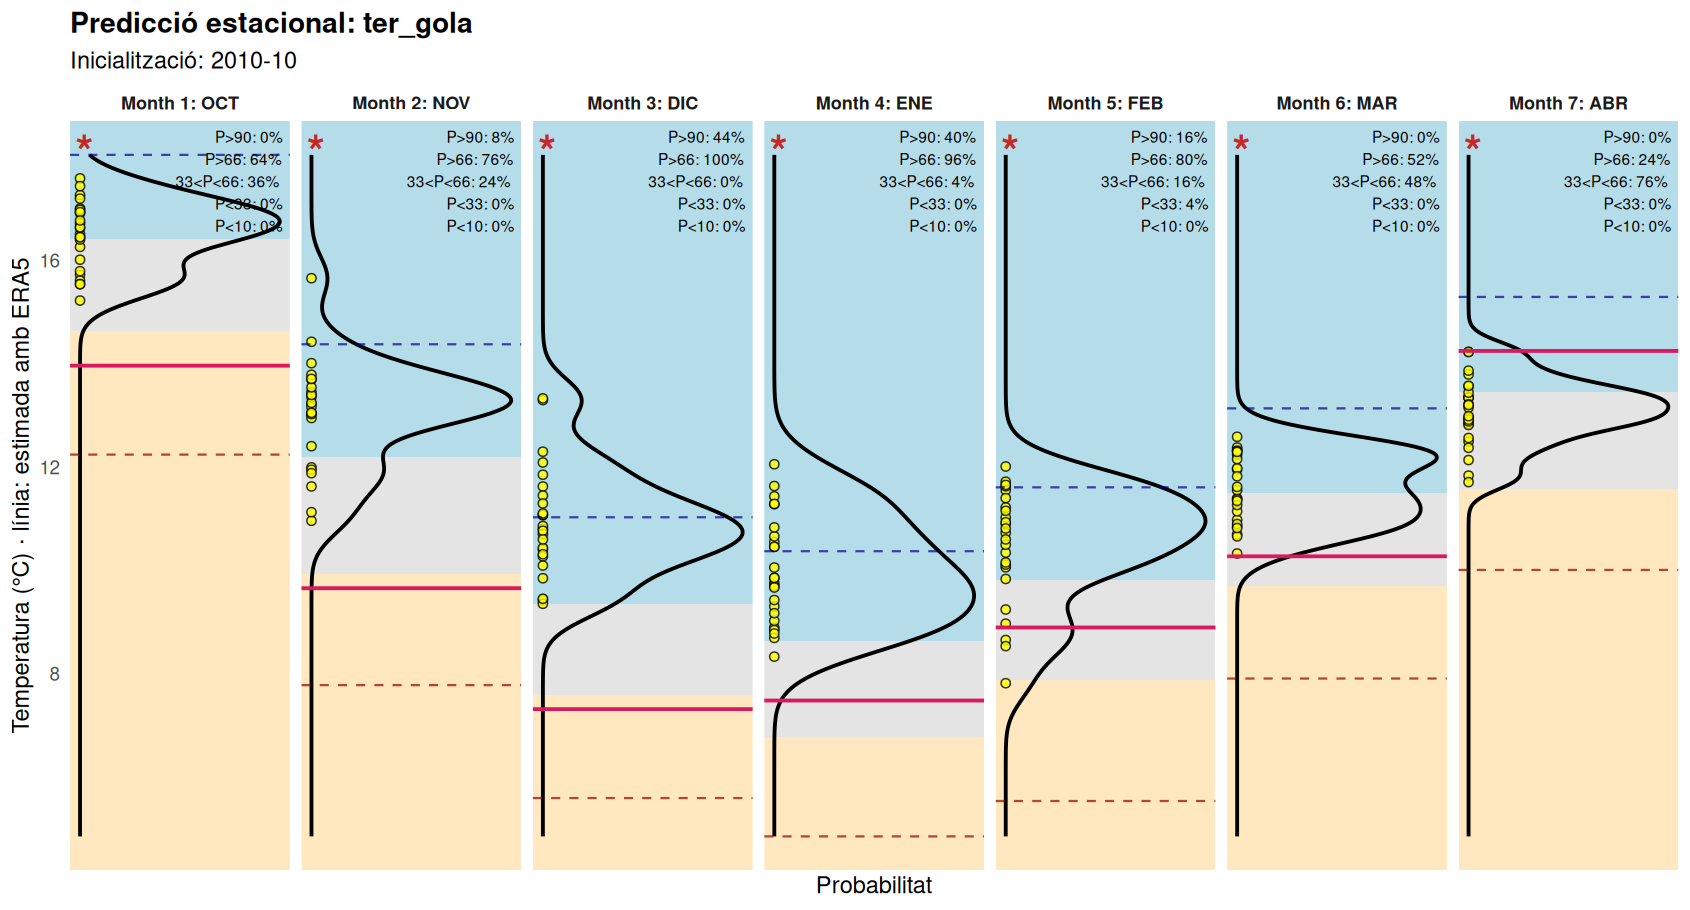 Predicció estacional: ter_gola
Inicialització: 2010-10
Month 1: OCT
Month 2: NOV
Month 3: DIC
Month 4: ENE
Month 5: FEB
Month 6: MAR
Month 7: ABR
*
P>90: 0%
P>66: 64%
33<P<66: 36%
P<33: 0%
P<10: 0%
*
P>90: 8%
P>66: 76%
33<P<66: 24%
P<33: 0%
P<10: 0%
*
P>90: 44%
P>66: 100%
33<P<66: 0%
P<33: 0%
P<10: 0%
*
P>90: 40%
P>66: 96%
33<P<66: 4%
P<33: 0%
P<10: 0%
*
P>90: 16%
P>66: 80%
33<P<66: 16%
P<33: 4%
P<10: 0%
*
P>90: 0%
P>66: 52%
33<P<66: 48%
P<33: 0%
P<10: 0%
*
P>90: 0%
P>66: 24%
33<P<66: 76%
P<33: 0%
P<10: 0%
16
12
8
Temperatura (°C) · línia: estimada amb ERA5
Probabilitat